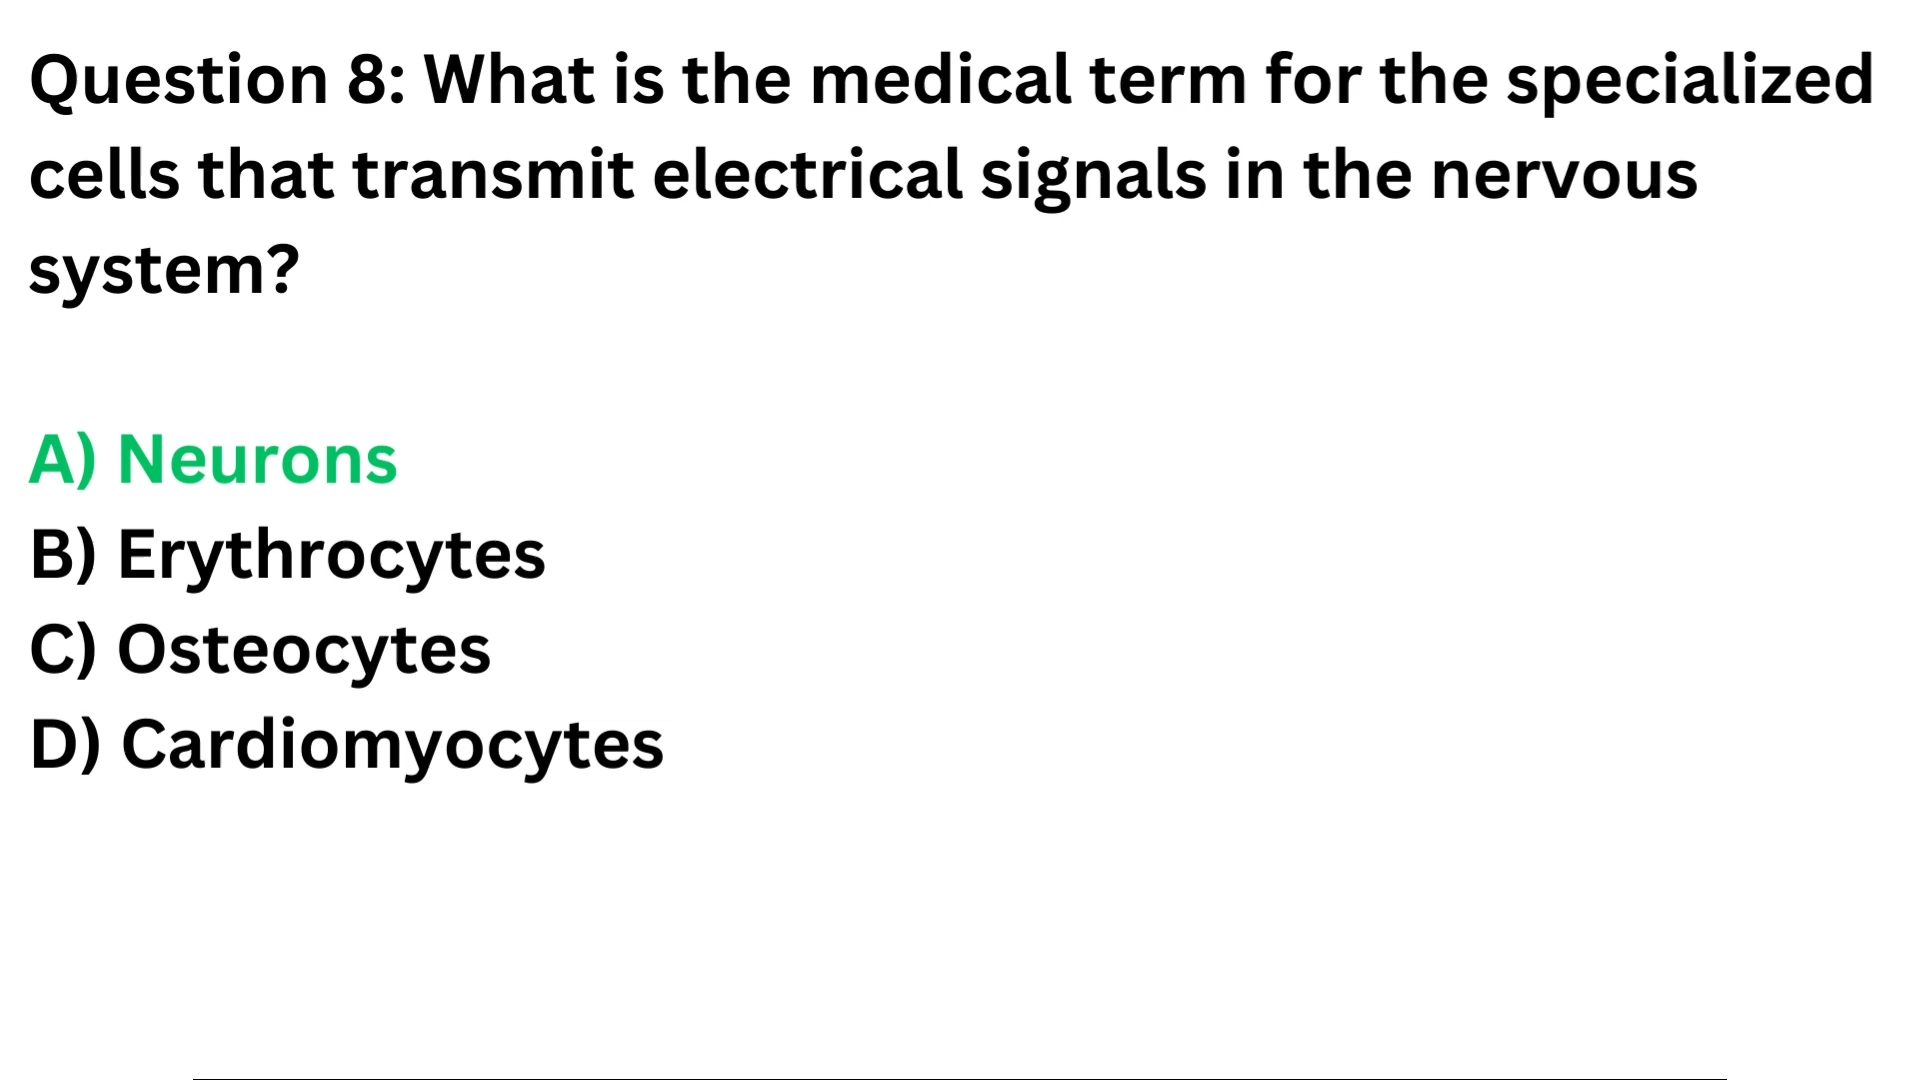 Question 8: What is the medical term for the specialized
cells that transmit electrical signals in the nervous
system?
A) Neurons
B) Erythrocytes
C) Osteocytes
D) Cardiomyocytes